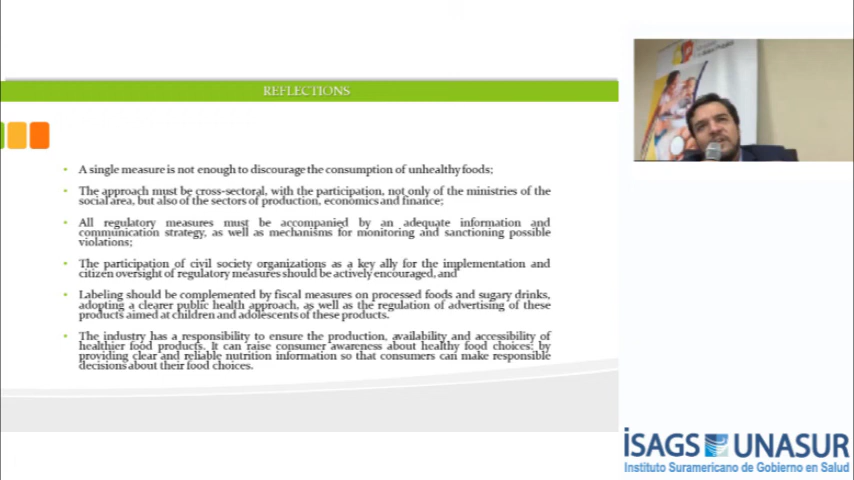 REFLECTIONS
A single measure is not enough to discourage the consumption of unhealthy foods;
The approach must be cross-sectoral, with the participation, not only of the ministries of the
social area, but also of the sectors of production, economics and finance;
All regulatory measures must be accompanied by an adequate information and
communication strategy, as well as mechanisms for monitoring and sanctioning possible
violations;
The participation of civil society organizations as a key ally for the implementation and
citizen oversight of regulatory measures should be actively encouraged, and
Labeling should be complemented by fiscal measures on processed foods and sugary drinks,
adopting a clearer public health approach, as well as the regulation of advertising of these
products aimed at children and adolescents of these products.
The industry has a responsibility to ensure the production, availability and accessibility of
healthier food products. It can raise consumer awareness about healthy food choices; by
providing clear and reliable nutrition information so that consumers can make responsible
decisions about their food choices.
iSAGS UNASUR
Instituto Suramericano de Gobierno en Salud